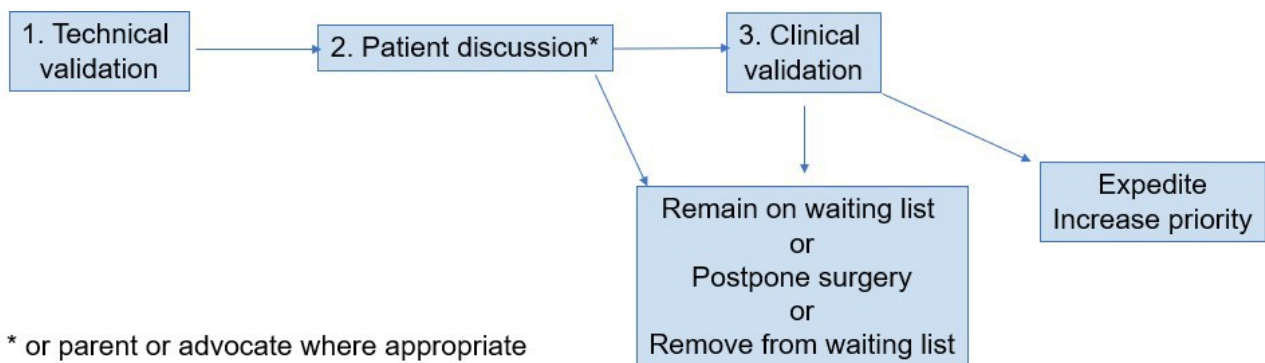 1. Technical
validation
2. Patient discussion*
3. Clinical
validation
Remain on waiting list
or
Postpone surgery
or
Remove from waiting list
Expedite
Increase priority
* or parent or advocate where appropriate